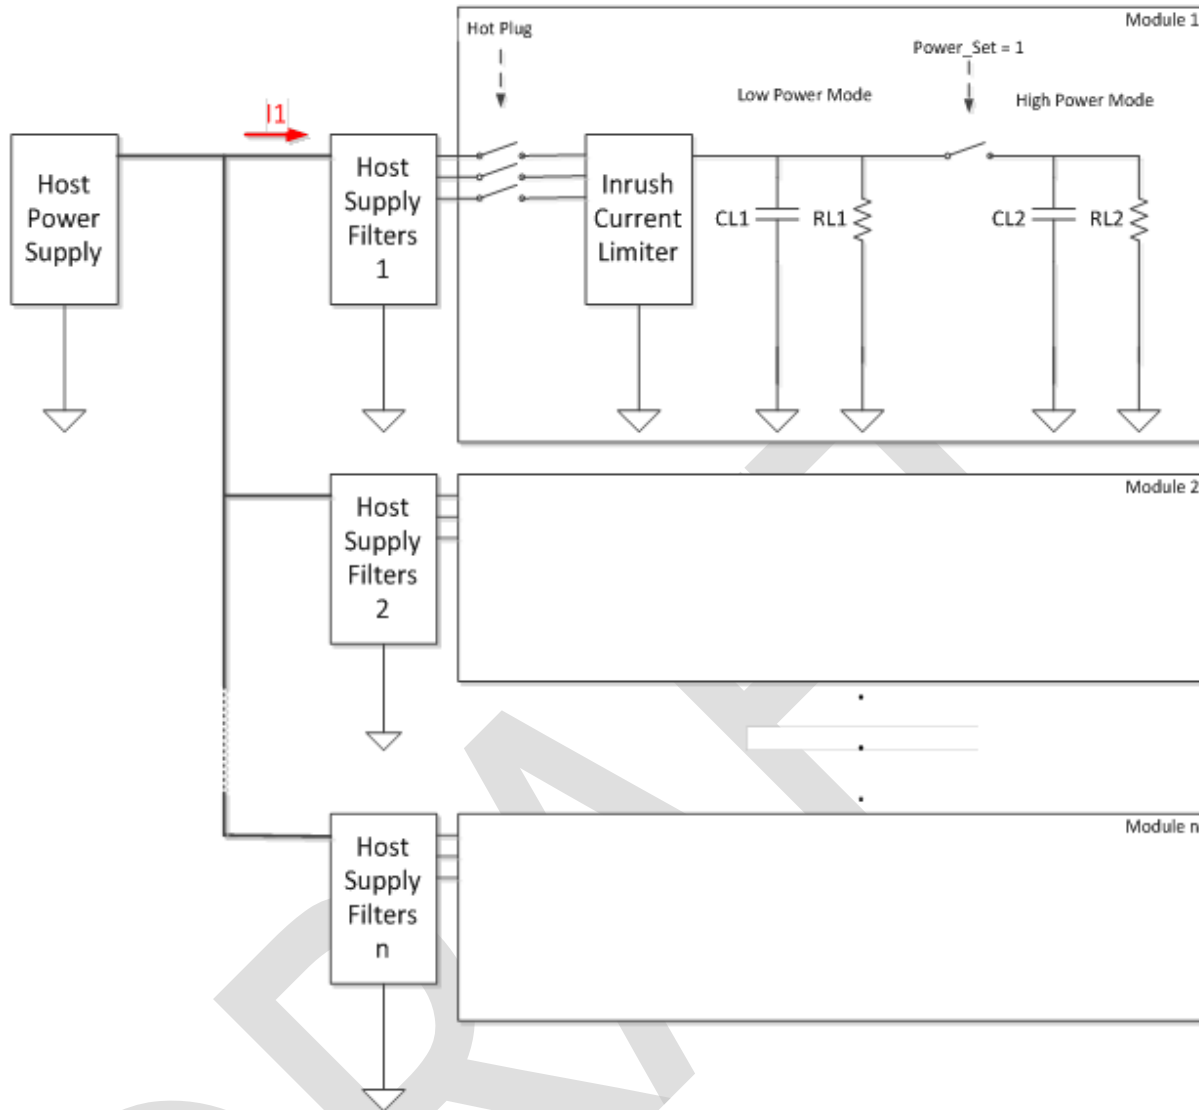 Module 1
Hot Plug
Power_Set = 1
Low Power Mode
High Power Mode
I1
Host
Power
Supply
Host
Supply
Filters
1
Inrush
Current
Limiter
CL1
RL1
CL2
RL2
Module 2
Host
Supply
Filters
2
Module n
Host
Supply
Filters
n